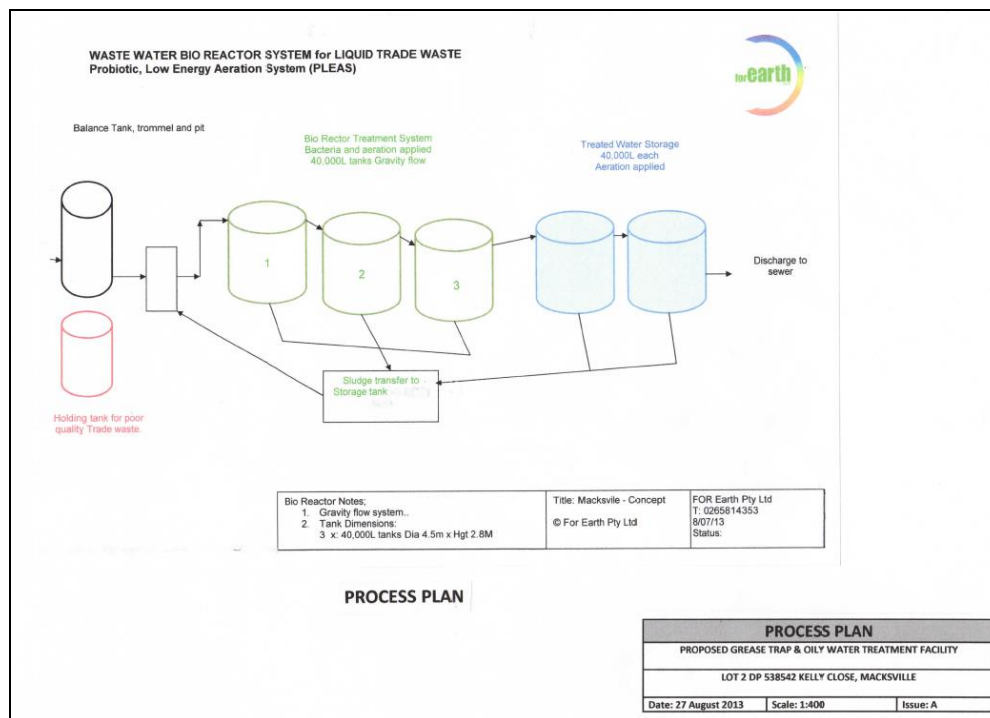 WASTE WATER BIO REACTOR SYSTEM for LIQUID TRADE WASTE
Probiotic, Low Energy Aeration System (PLEAS)
forearth
Balance Tank, trommel and pit
Bio Rector Treatment System
Bacteria and aeration applied
40,000L tanks Gravity flow
Treated Water Storage
40,000L each
Aeration applied
1
2
3
Discharge to
sewer
Sludge transfer to
Storage tank
Holding tank for poor
quality Trade waste.
Bio Reactor Notes;
1. Gravity flow system..
2. Tank Dimensions:
3 x: 40,000L tanks Dia 4.5m x Hgt 2.8M
Title: Macksvile - Concept
© For Earth Pty Ltd
FOR Earth Pty Ltd
T: 0265814353
8/07/13
Status:
PROCESS PLAN
PROCESS PLAN
PROPOSED GREASE TRAP & OILY WATER TREATMENT FACILITY
LOT 2 DP 538542 KELLY CLOSE, MACKSVILLE
Date: 27 August 2013
Scale: 1:400
Issue: A